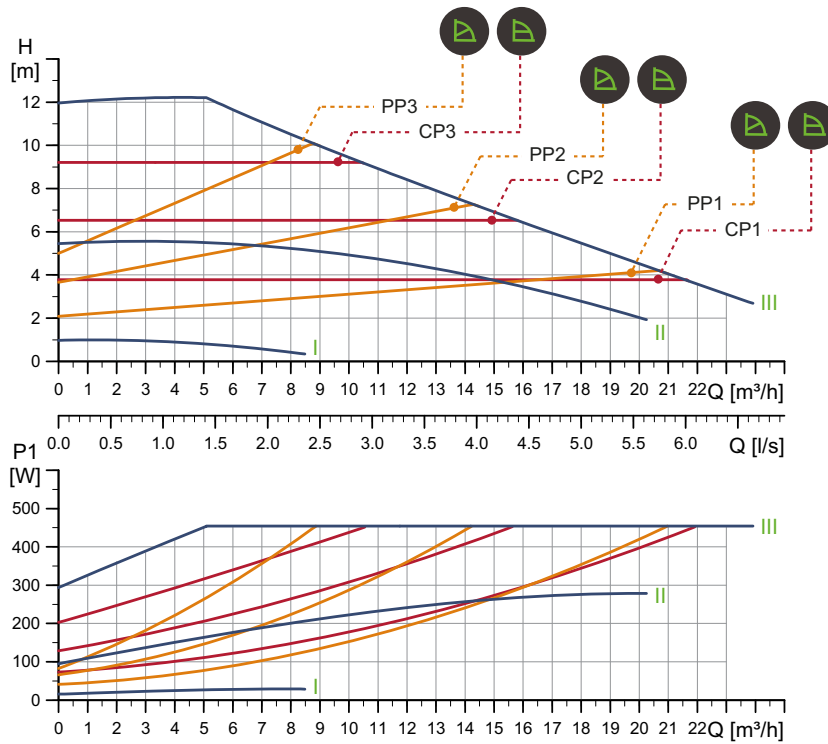 H
[m]
12
10
8
6
4
2
0
PP3
CP3
PP2
CP2
PP1
CP1
III
II
I
0 1 2 3 4 5 6 7 8 9 10 11 12 13 14 15 16 17 18 19 20 21 22 Q [m³/h]
0.0 0.5 1.0 1.5 2.0 2.5 3.0 3.5 4.0 4.5 5.0 5.5 6.0 Q [l/s]
P1
[W]
500
400
300
200
100
0
III
II
I
0 1 2 3 4 5 6 7 8 9 10 11 12 13 14 15 16 17 18 19 20 21 22 Q [m³/h]